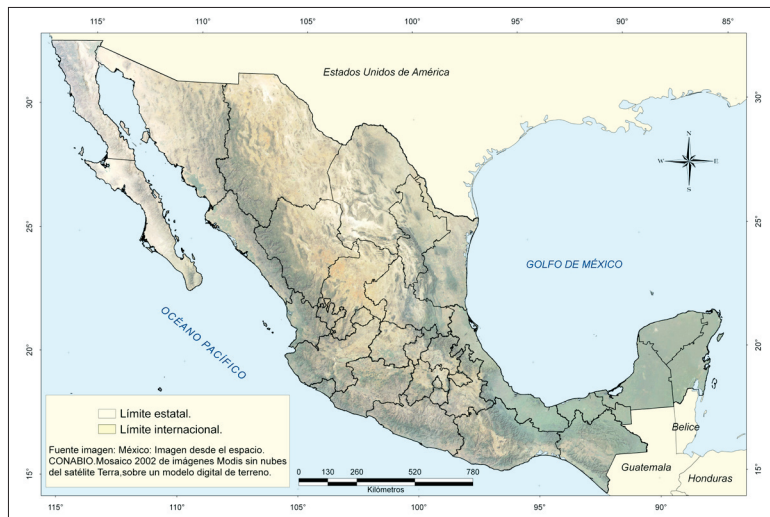 115° 110° 105° 100° 95° 90° 85°
Estados Unidos de América
30° 30°
N
W E
S
25° 25°
GOLFO DE MÉXICO
OCÉANO PACÍFICO
20° 20°
Límite estatal.
Límite internacional.
Belice
Fuente imagen: México: Imagen desde el espacio.
CONABIO.Mosaico 2002 de imágenes Modis sin nubes
del satélite Terra,sobre un modelo digital de terreno.
Guatemala
Honduras
15° 15°
0 130 260 520 780
Kilómetros
115° 110° 105° 100° 95° 90°